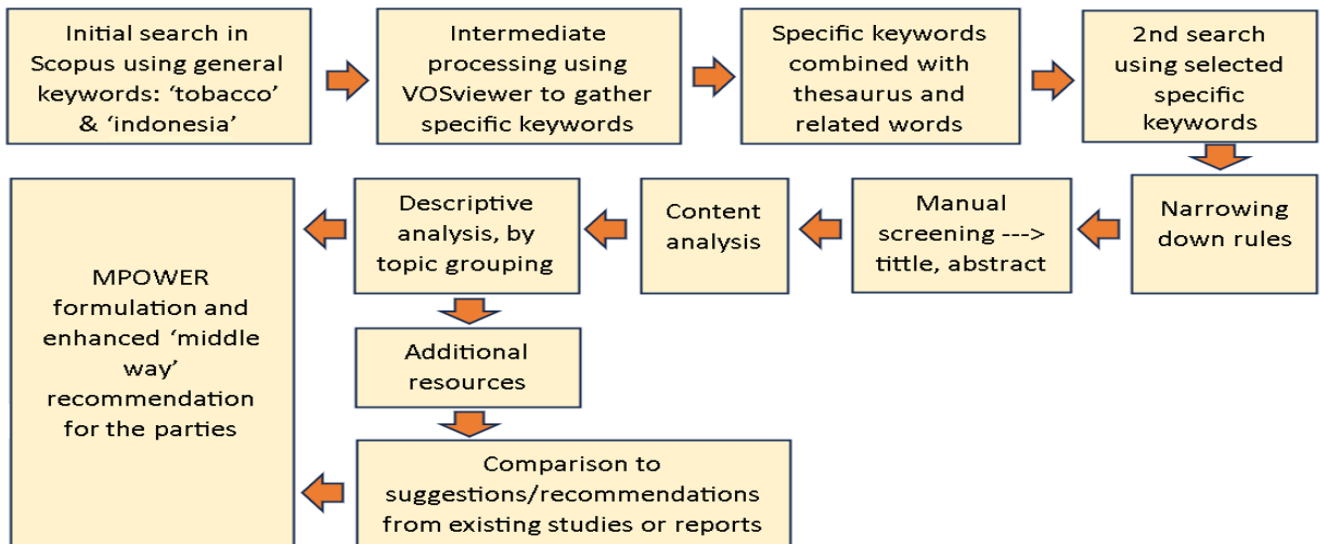 Initial search in
Scopus using general
keywords: ‘tobacco’
& ‘indonesia’
Intermediate
processing using
VOSviewer to gather
specific keywords
Specific keywords
combined with
thesaurus and
related words
2nd search
using selected
specific
keywords
Narrowing
down rules
Manual
screening --->
tittle, abstract
Content
analysis
Descriptive
analysis, by
topic grouping
Additional
resources
Comparison to
suggestions/recommendations
from existing studies or reports
MPOWER
formulation and
enhanced ‘middle
way’
recommendation
for the parties